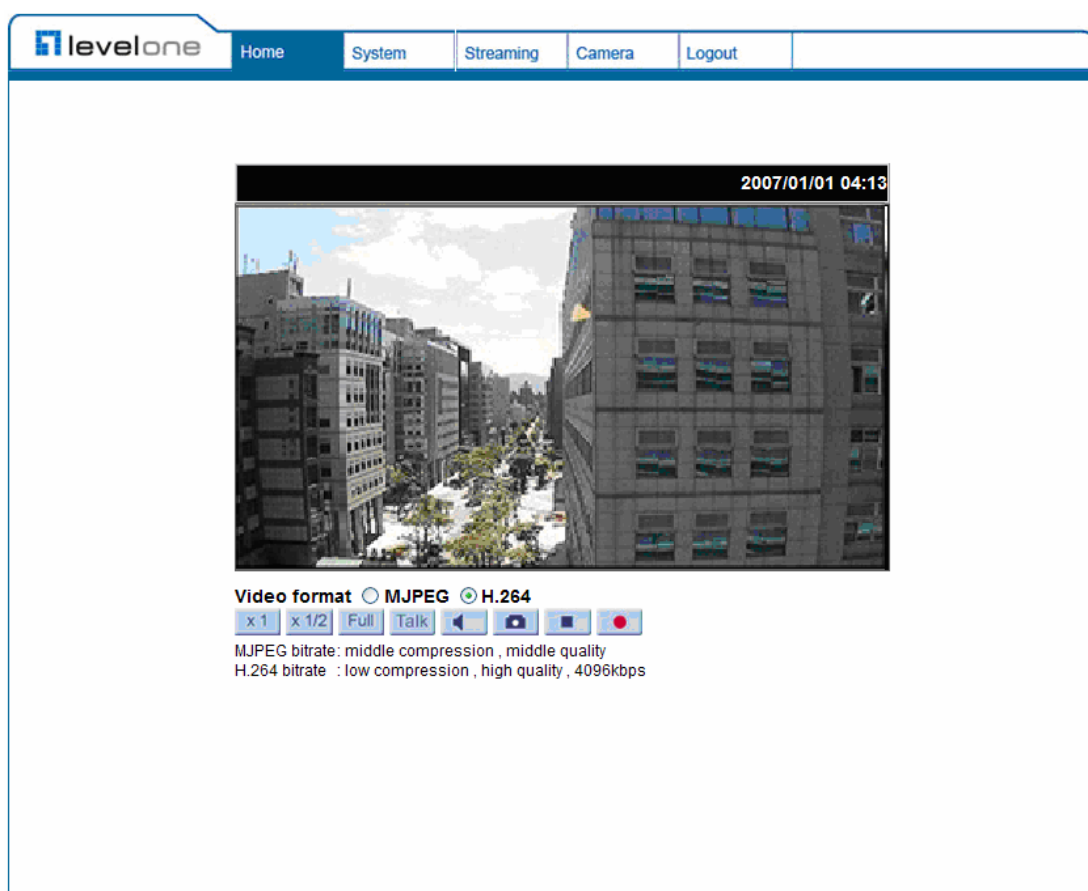 levelone
Home System Streaming Camera Logout
2007/01/01 04:13
Video format MJPEG H.264
x 1 x 1/2 Full Talk
MJPEG bitrate: middle compression , middle quality
H.264 bitrate : low compression , high quality , 4096kbps